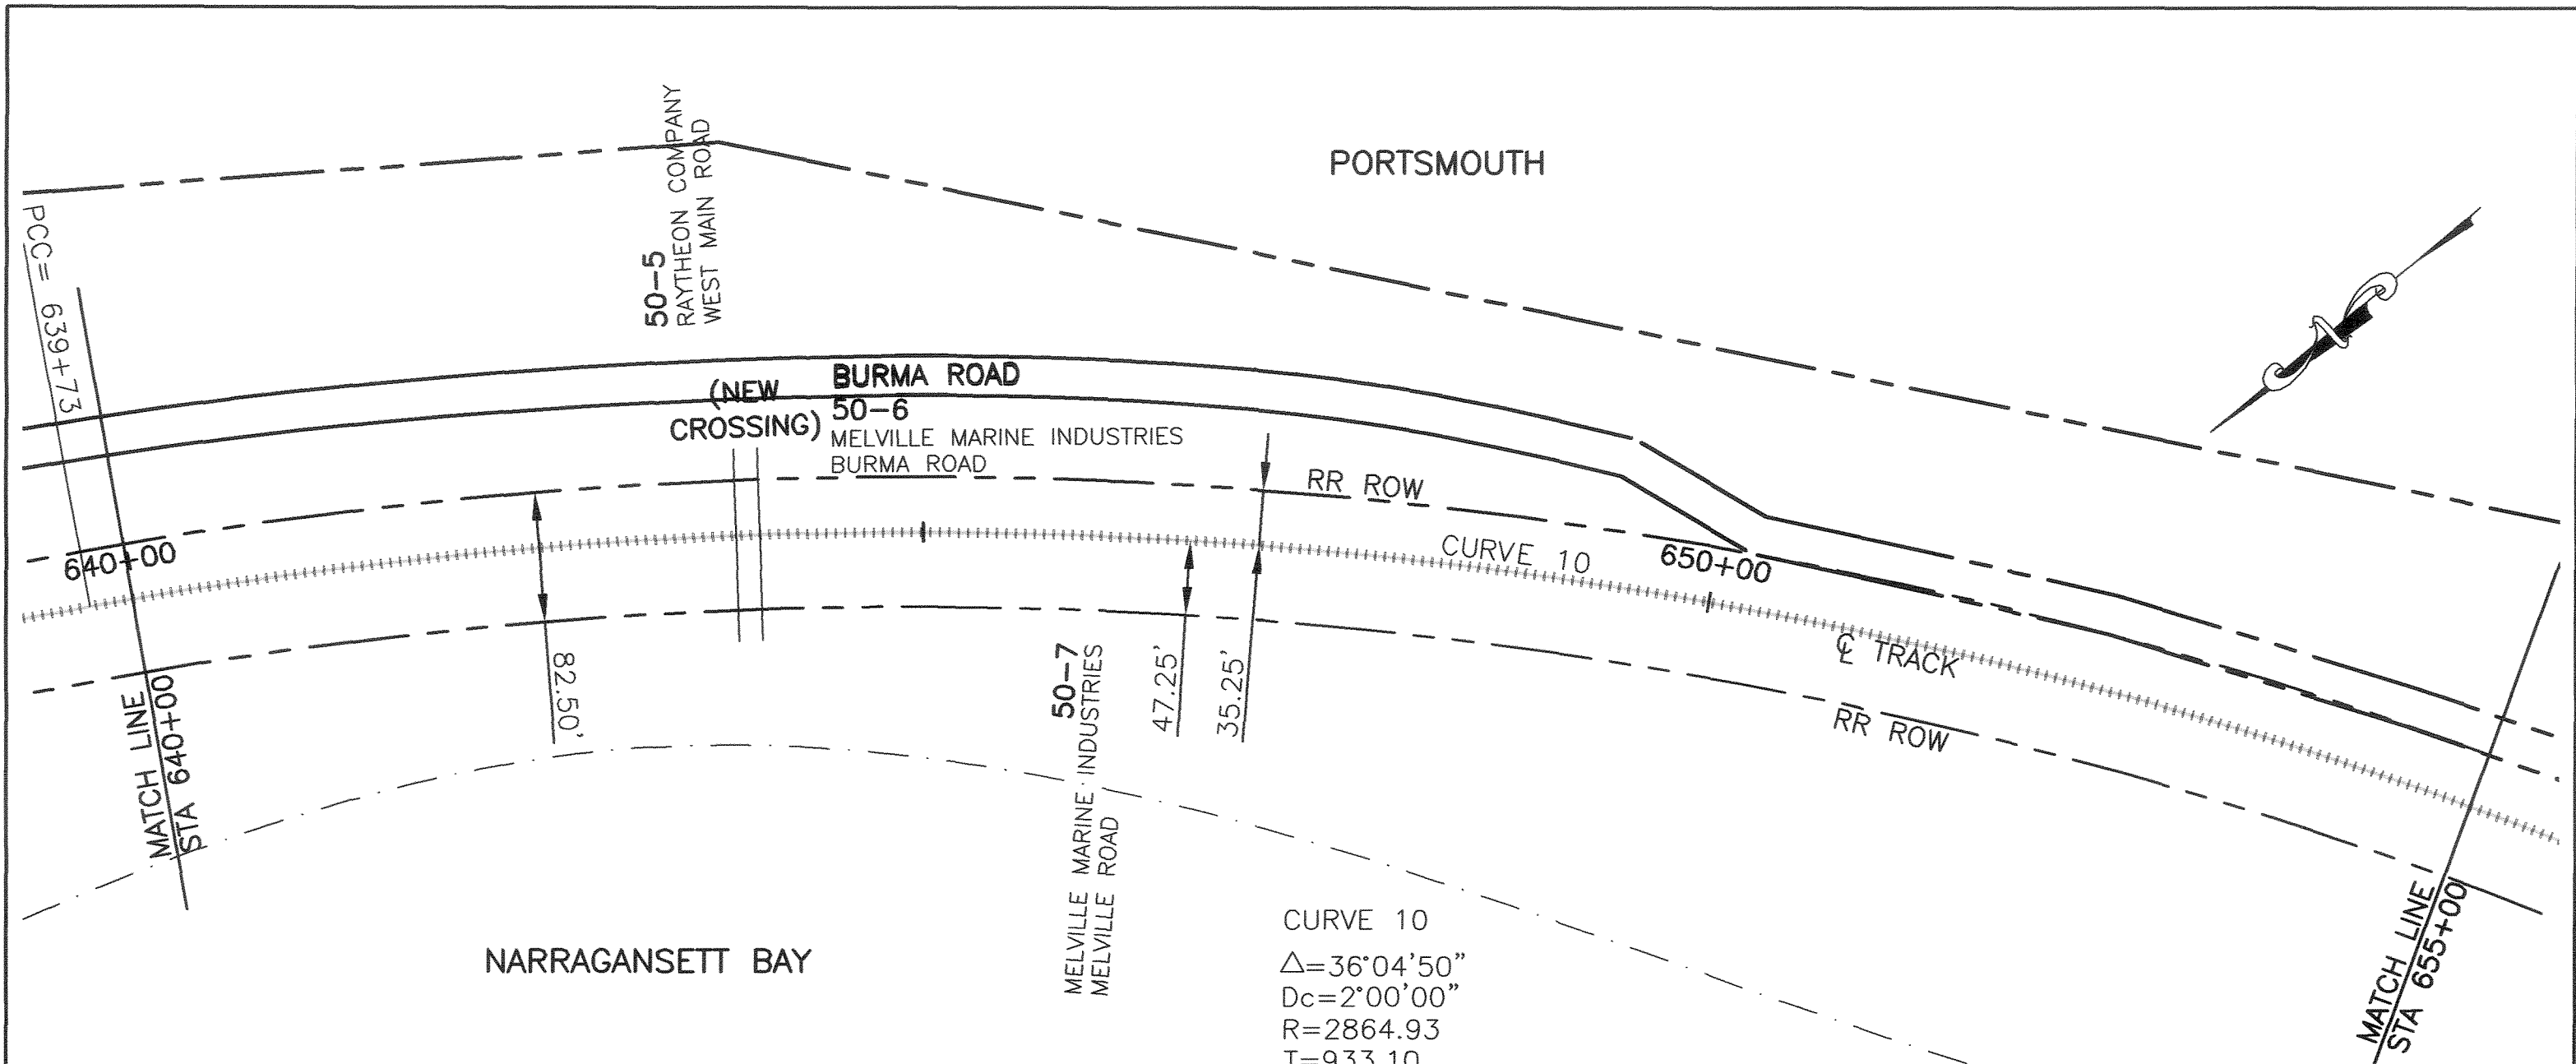 PORTSMOUTH
50-5
RAYTHEON COMPANY
WEST MAIN ROAD
PCC= 639+73
BURMA ROAD
(NEW
CROSSING)
50-6
MELVILLE MARINE INDUSTRIES
BURMA ROAD
RR ROW
640+00
CURVE 10
650+00
℄ TRACK
RR ROW
82.50'
50-7
MELVILLE MARINE INDUSTRIES
MELVILLE ROAD
47.25'
35.25'
MATCH LINE
STA 640+00
NARRAGANSETT BAY
CURVE 10
Δ=36°04'50"
Dc=2°00'00"
R=2864.93
T=933.10
MATCH LINE
STA 655+00